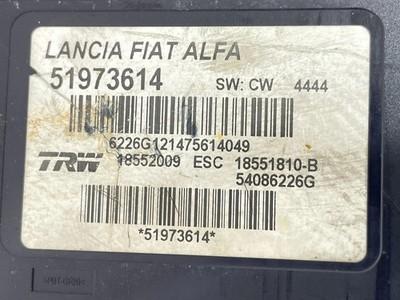 LANCIA FIAT ALFA
51973614 SW: CW 4444
6226G121475614049
TRW 18552009 ESC 18551810-B
54086226G
*51973614*